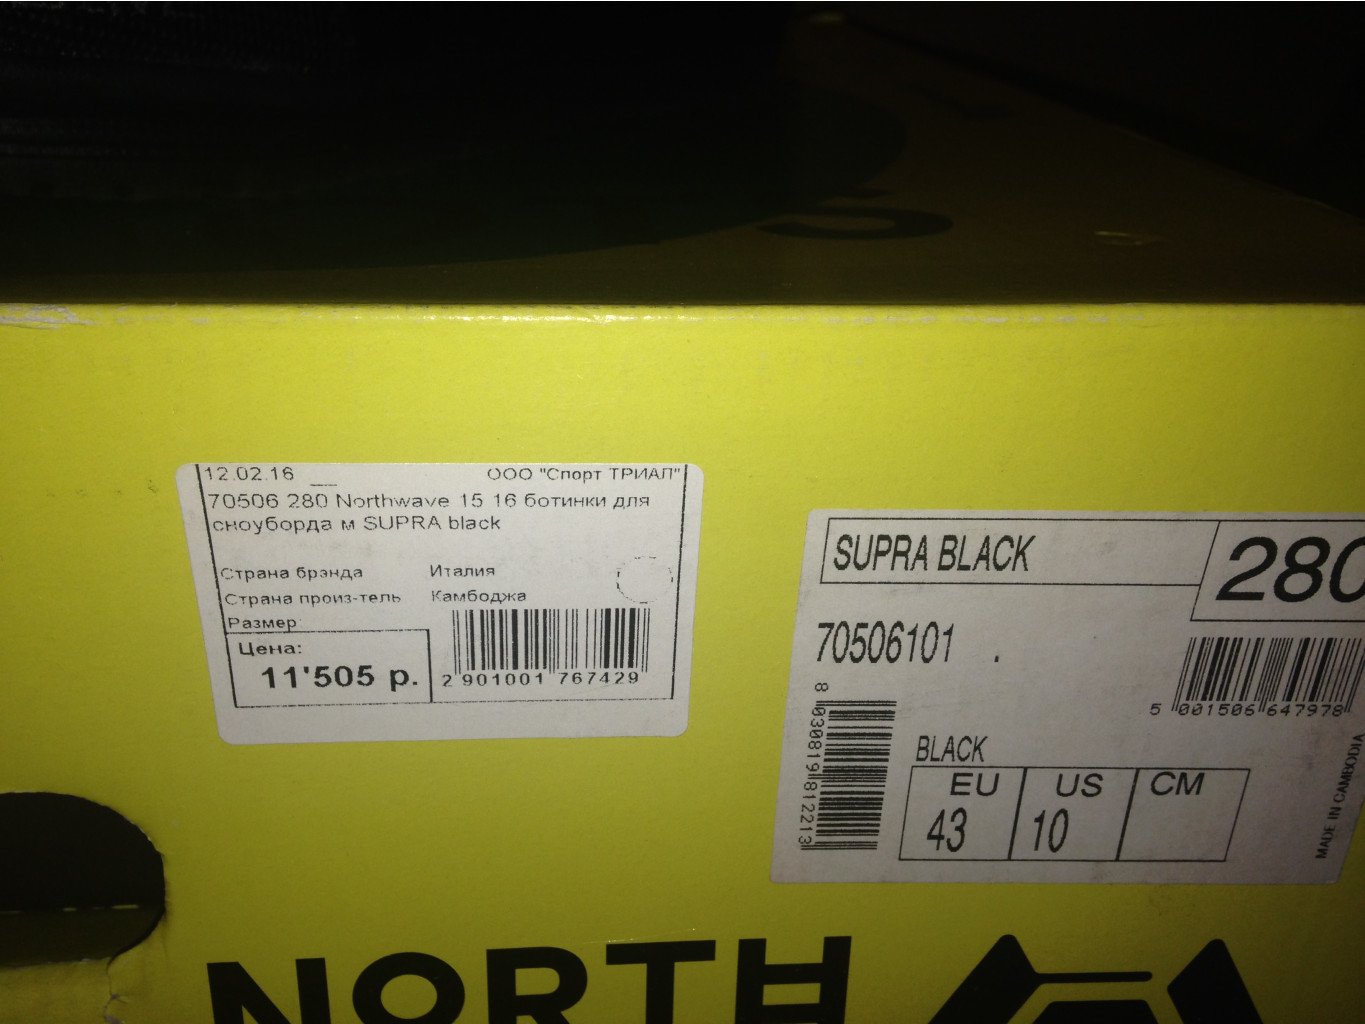 12.02.16 ООО "Спорт ТРИАЛ"
70506 280 Northwave 15 16 ботинки для
сноуборда м SUPRA black
Страна брэнда Италия
Страна произ-тель Камбоджа
Размер
Цена:
11'505 р.
2 901001 767429
SUPRA BLACK
280
70506101 .
5 001506 647978
8 030819 812213
BLACK
EU US CM
43 10
MADE IN CAMBODIA
NORTH